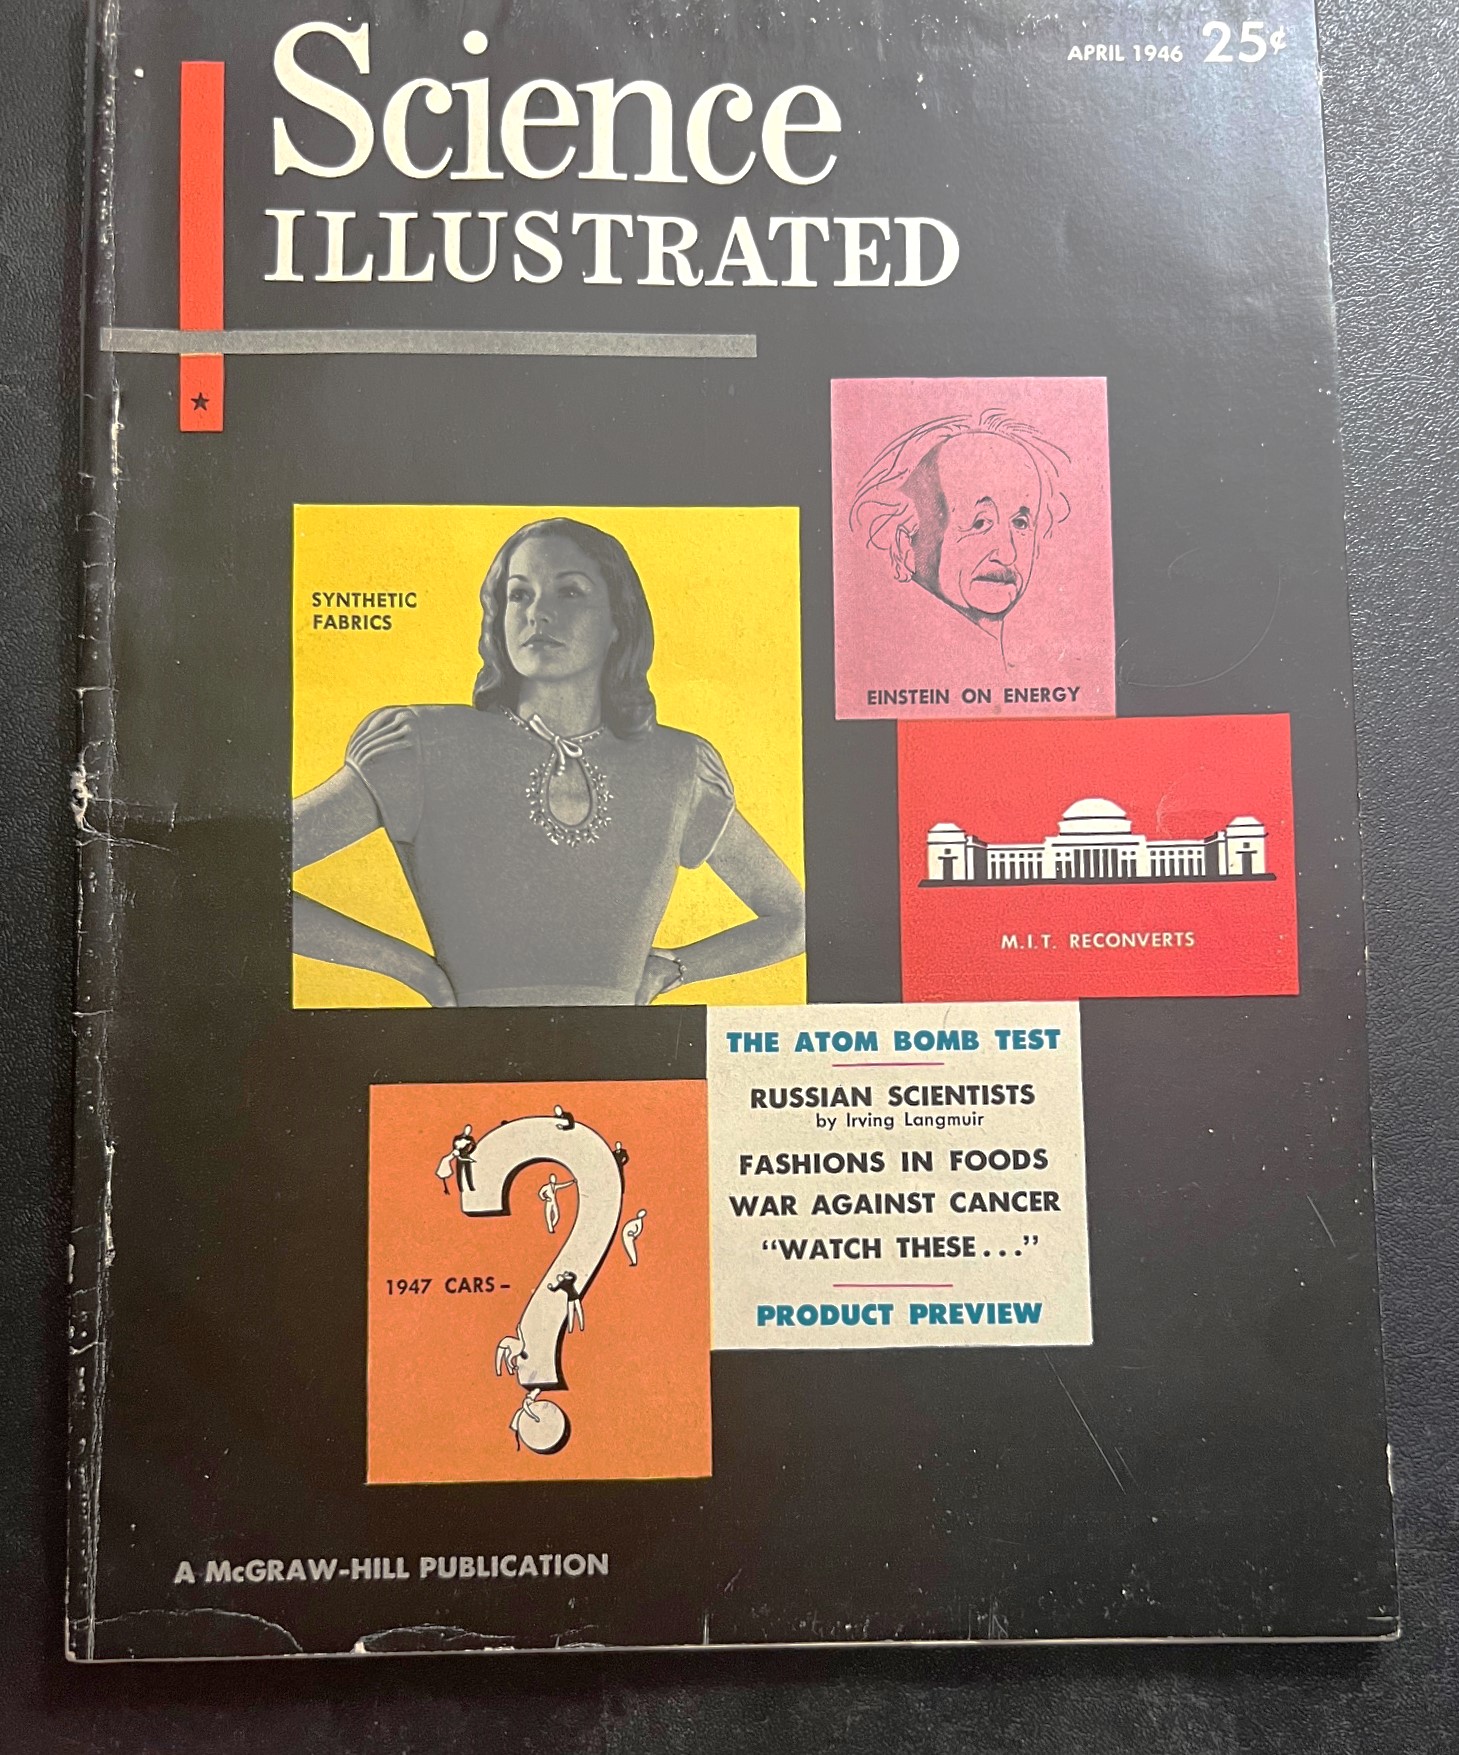 APRIL 1946 25¢
Science
ILLUSTRATED
SYNTHETIC
FABRICS
EINSTEIN ON ENERGY
M.I.T. RECONVERTS
THE ATOM BOMB TEST
RUSSIAN SCIENTISTS
by Irving Langmuir
FASHIONS IN FOODS
WAR AGAINST CANCER
“WATCH THESE...”
PRODUCT PREVIEW
1947 CARS–
?
A McGRAW-HILL PUBLICATION